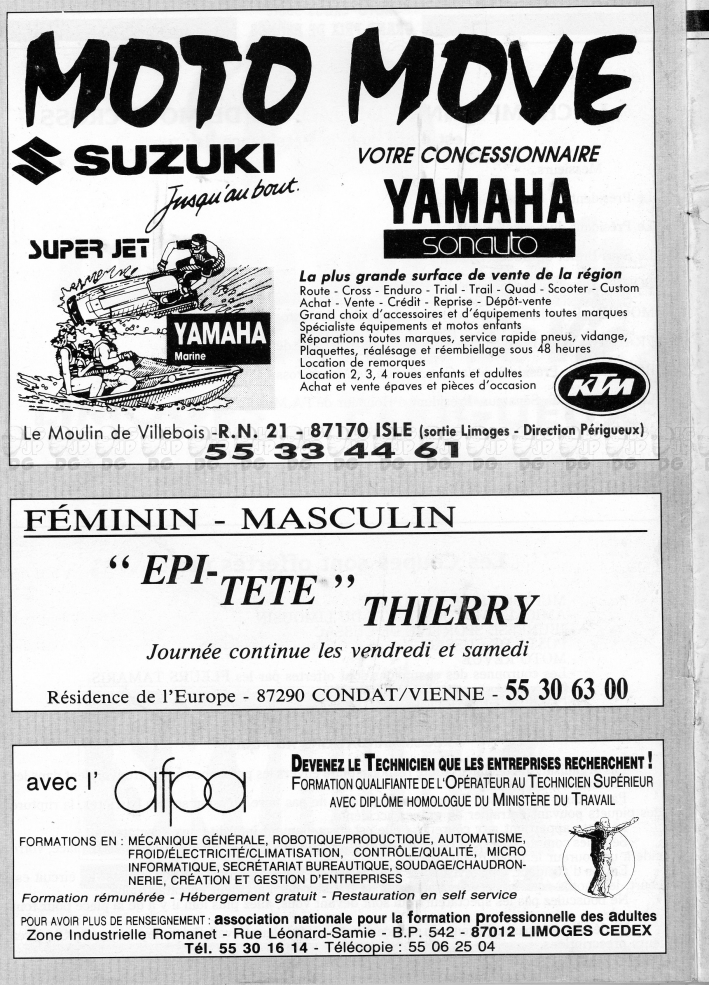 MOTO MOVE
SUZUKI
Jusqu'au bout.
VOTRE CONCESSIONNAIRE
YAMAHA
sonauto
SUPER JET
YAMAHA
Marine
La plus grande surface de vente de la région
Route - Cross - Enduro - Trial - Trail - Quad - Scooter - Custom
Achat - Vente - Crédit - Reprise - Dépôt-vente
Grand choix d'accessoires et d'équipements toutes marques
Spécialiste équipements et motos enfants
Réparations toutes marques, service rapide pneus, vidange,
Plaquettes, réalésage et réembiellage sous 48 heures
Location de remorques
Location 2, 3, 4 roues enfants et adultes
Achat et vente épaves et pièces d'occasion
KTM
Le Moulin de Villebois -R.N. 21 - 87170 ISLE (sortie Limoges - Direction Périgueux)
55 33 44 61
FÉMININ - MASCULIN
“ EPI-
TETE ”
THIERRY
Journée continue les vendredi et samedi
Résidence de l'Europe - 87290 CONDAT/VIENNE - 55 30 63 00
avec l' afpa
DEVENEZ LE TECHNICIEN QUE LES ENTREPRISES RECHERCHENT !
FORMATION QUALIFIANTE DE L'OPÉRATEUR AU TECHNICIEN SUPÉRIEUR
AVEC DIPLÔME HOMOLOGUE DU MINISTÈRE DU TRAVAIL
FORMATIONS EN : MÉCANIQUE GÉNÉRALE, ROBOTIQUE/PRODUCTIQUE, AUTOMATISME,
FROID/ÉLECTRICITÉ/CLIMATISATION, CONTRÔLE/QUALITÉ, MICRO
INFORMATIQUE, SECRÉTARIAT BUREAUTIQUE, SOUDAGE/CHAUDRON-
NERIE, CRÉATION ET GESTION D'ENTREPRISES
Formation rémunérée - Hébergement gratuit - Restauration en self service
POUR AVOIR PLUS DE RENSEIGNEMENT : association nationale pour la formation professionnelle des adultes
Zone Industrielle Romanet - Rue Léonard-Samie - B.P. 542 - 87012 LIMOGES CEDEX
Tél. 55 30 16 14 - Télécopie : 55 06 25 04